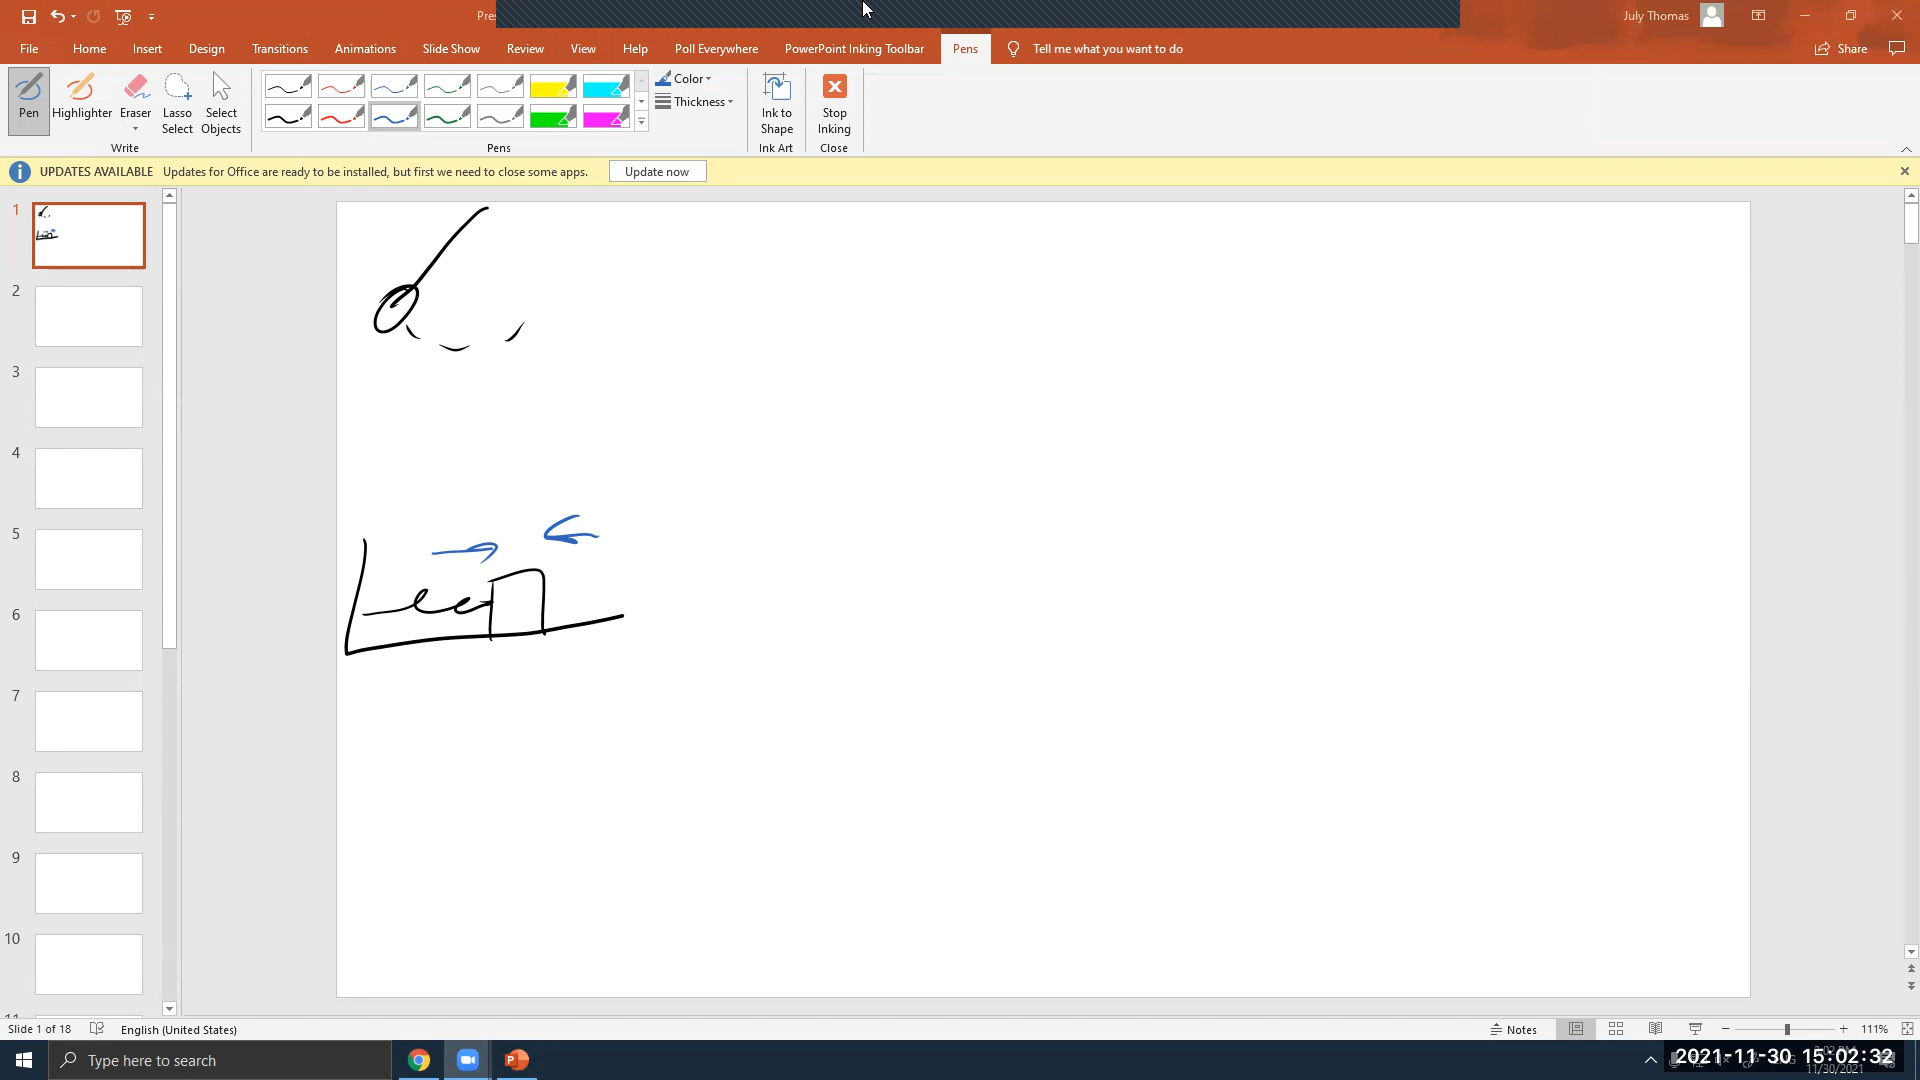 Pres
July Thomas
File Home Insert Design Transitions Animations Slide Show Review View Help Poll Everywhere PowerPoint Inking Toolbar Pens Tell me what you want to do Share
Pen Highlighter Eraser Lasso Select Select Objects
Color Thickness
Ink to Shape Stop Inking
Write Pens Ink Art Close
UPDATES AVAILABLE Updates for Office are ready to be installed, but first we need to close some apps. Update now
1
2
3
4
5
6
7
8
9
10
11
Slide 1 of 18 English (United States) Notes 111%
Type here to search
2021-11-30 15:02:32
11/30/2021